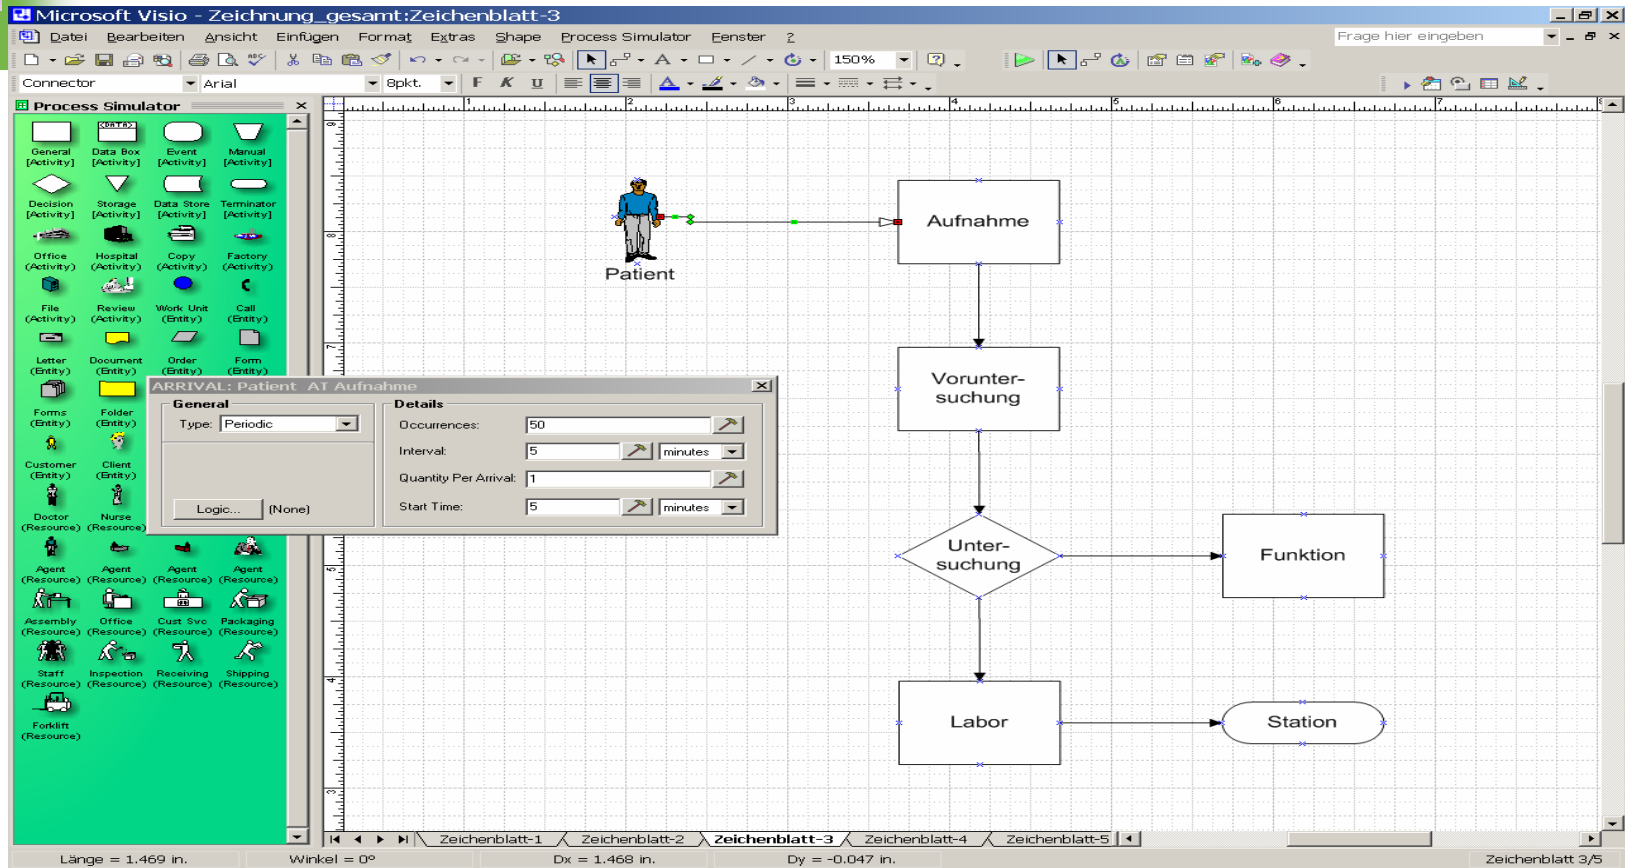 Microsoft Visio - Zeichnung_gesamt:Zeichenblatt-3
Datei Bearbeiten Ansicht Einfügen Format Extras Shape Process Simulator Fenster ?
Frage hier eingeben
150%
Connector Arial 8pkt. F K U
Process Simulator
General Data Box Event Manual
[Activity] [Activity] [Activity] [Activity]
Decision Storage Data Store Terminator
[Activity] [Activity] [Activity] [Activity]
Office Hospital Copy Factory
(Activity) (Activity) (Activity) (Activity)
File Review Work Unit Call
(Activity) (Activity) (Entity) (Entity)
Letter Document Order Form
(Entity) (Entity) (Entity) (Entity)
Forms Folder
(Entity) (Entity)
Customer Client
(Entity) (Entity)
Doctor Nurse
(Resource) (Resource)
Agent Agent Agent Agent
(Resource) (Resource) (Resource) (Resource)
Assembly Office Cust Svc Packaging
(Resource) (Resource) (Resource) (Resource)
Staff Inspection Receiving Shipping
(Resource) (Resource) (Resource) (Resource)
Forklift
(Resource)
ARRIVAL: Patient AT Aufnahme
General
Type: Periodic
Logic... (None)
Details
Occurrences: 50
Interval: 5 minutes
Quantity Per Arrival: 1
Start Time: 5 minutes
Patient
Aufnahme
Vorunter-
suchung
Unter-
suchung
Funktion
Labor
Station
Zeichenblatt-1 Zeichenblatt-2 Zeichenblatt-3 Zeichenblatt-4 Zeichenblatt-5
Länge = 1.469 in. Winkel = 0° Dx = 1.468 in. Dy = -0.047 in. Zeichenblatt 3/5